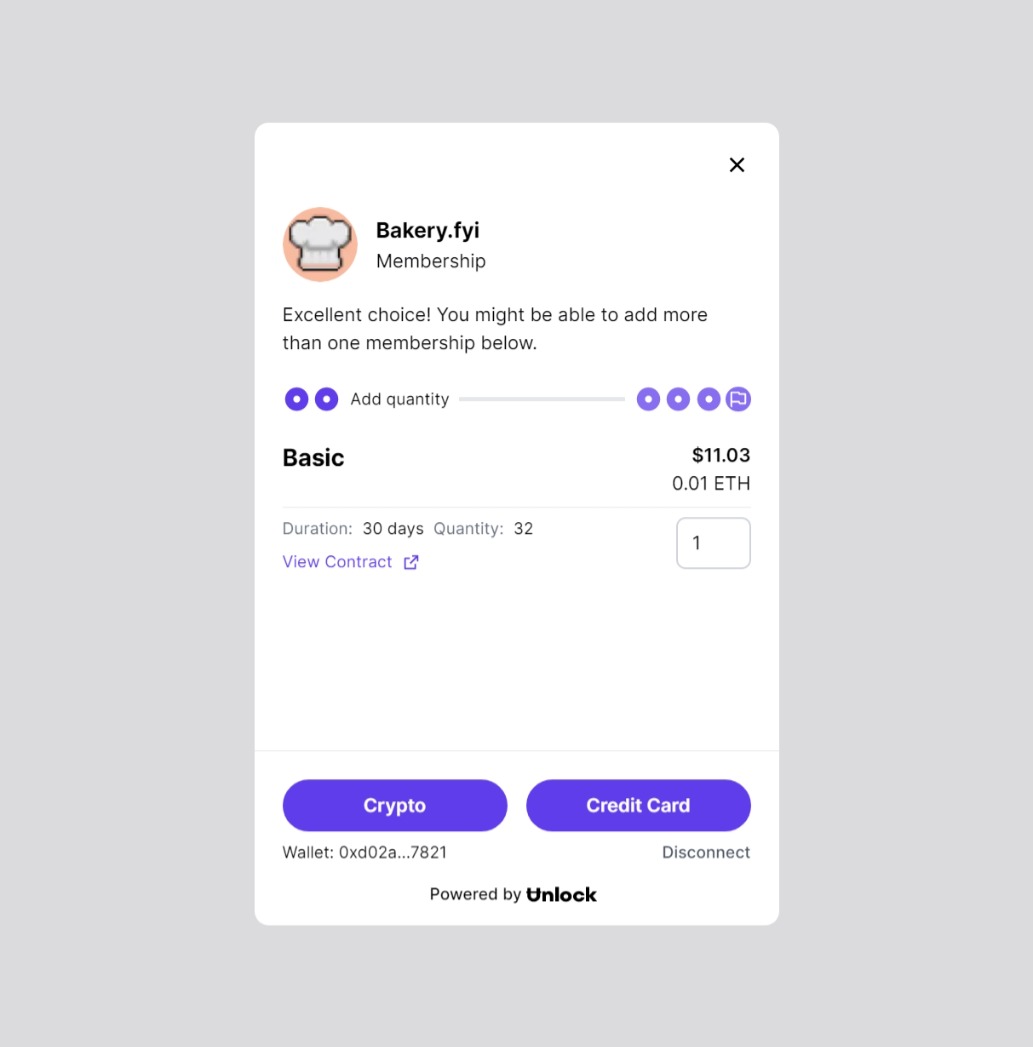 Bakery.fyi
Membership
Excellent choice! You might be able to add more
than one membership below.
Add quantity
Basic
$11.03
0.01 ETH
Duration: 30 days Quantity: 32
1
View Contract
Crypto
Credit Card
Wallet: 0xd02a...7821
Disconnect
Powered by Unlock